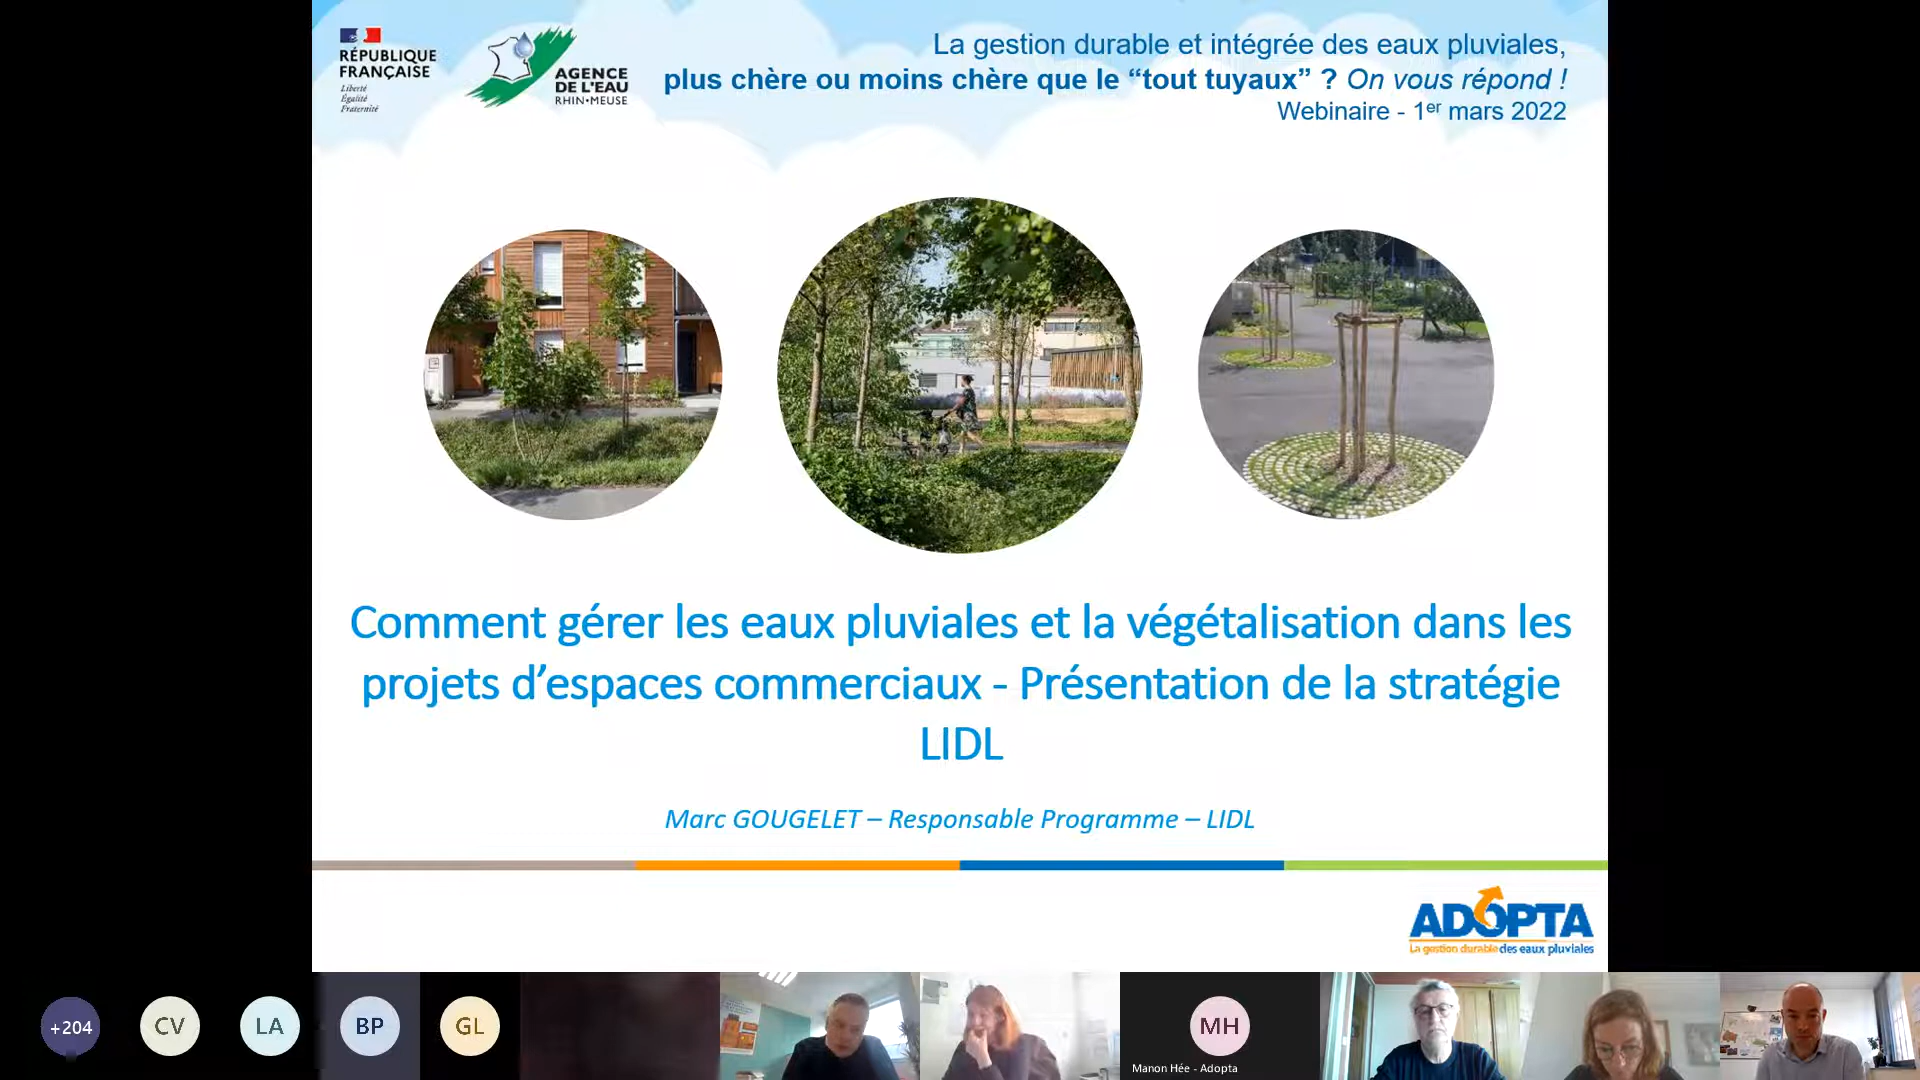 RÉPUBLIQUE
FRANÇAISE
Liberté
Égalité
Fraternité
AGENCE
DE L'EAU
RHIN•MEUSE
La gestion durable et intégrée des eaux pluviales,
plus chère ou moins chère que le “tout tuyaux” ? On vous répond !
Webinaire - 1er mars 2022
Comment gérer les eaux pluviales et la végétalisation dans les
projets d’espaces commerciaux - Présentation de la stratégie
LIDL
Marc GOUGELET – Responsable Programme – LIDL
ADOPTA
La gestion durable des eaux pluviales
+204
CV
LA
BP
GL
MH
Manon Hée - Adopta